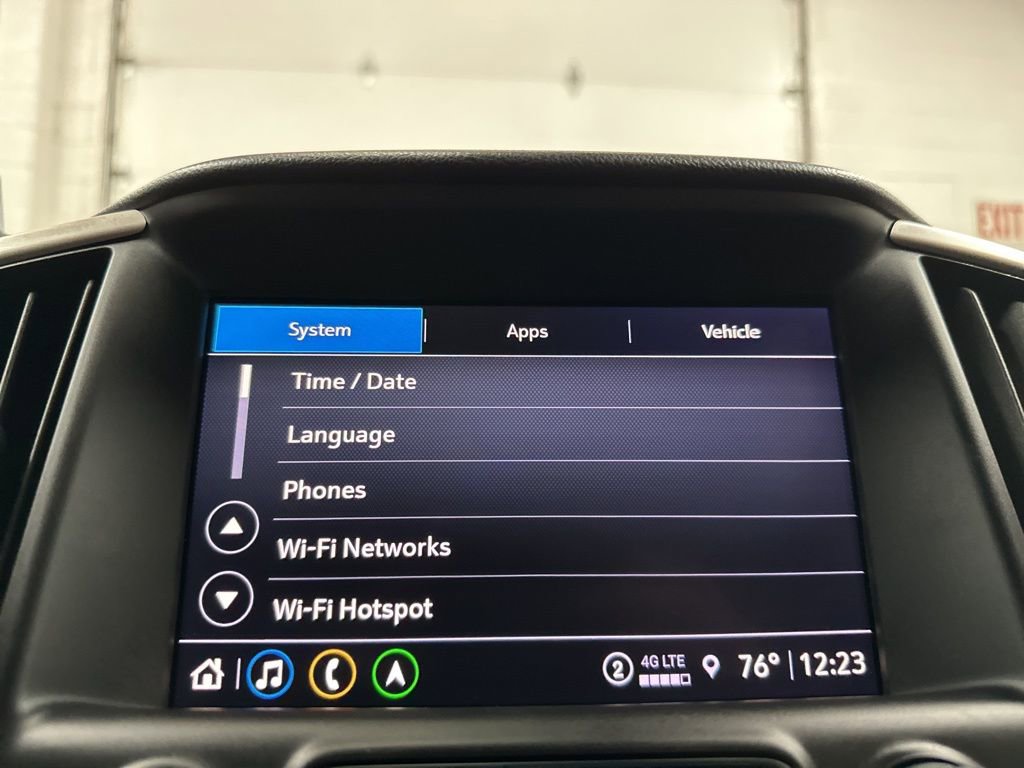 EXIT
System Apps Vehicle
Time / Date
Language
Phones
Wi-Fi Networks
Wi-Fi Hotspot
2 4G LTE 76° 12:23